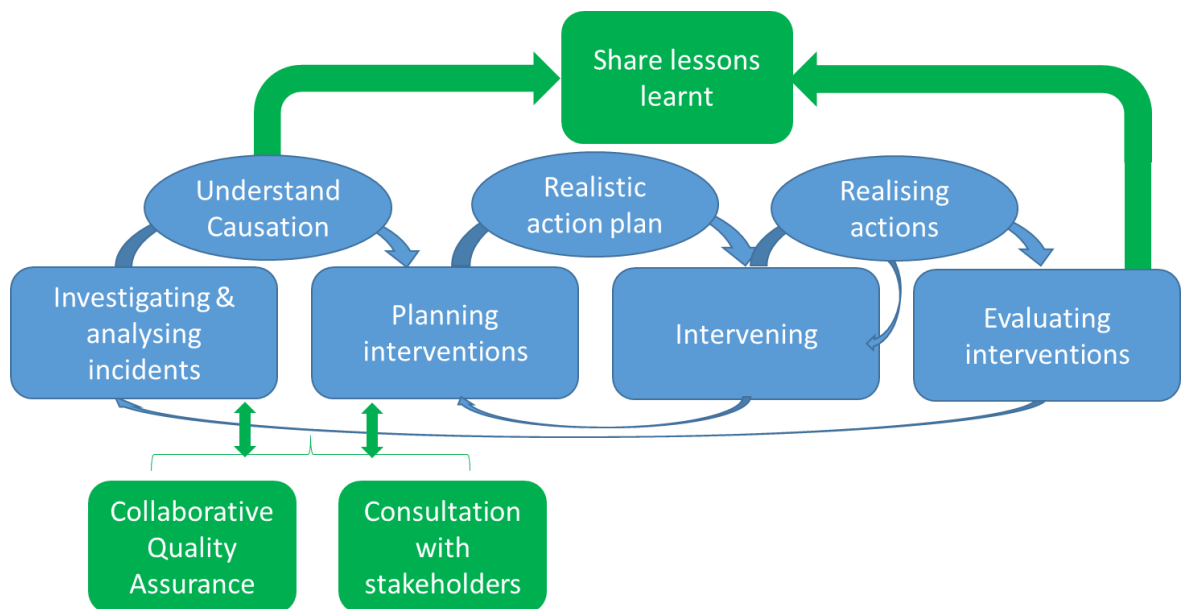 Share lessons
learnt
Understand
Causation
Realistic
action plan
Realising
actions
Investigating &
analysing
incidents
Planning
interventions
Intervening
Evaluating
interventions
Collaborative
Quality
Assurance
Consultation
with
stakeholders